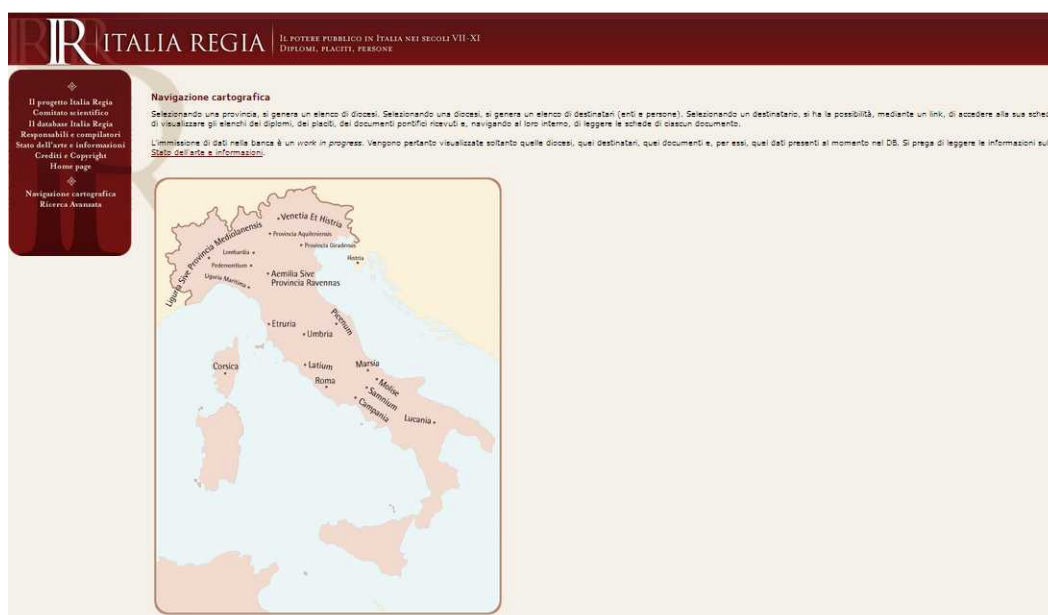 ITALIA REGIA
IL POTERE PUBBLICO IN ITALIA NEI SECOLI VII-XI
DIPLOMI, PLACITI, PERSONE
Il progetto Italia Regia
Comitato scientifico
Il database Italia Regia
Responsabili e compilatori
Stato dell'arte e informazioni
Crediti e Copyright
Home page
Navigazione cartografica
Ricerca Avanzata
Navigazione cartografica
Selezionando una provincia, si genera un elenco di diocesi. Selezionando una diocesi, si genera un elenco di destinatari (enti e persone). Selezionando un destinatario, si ha la possibilità, mediante un link, di accedere alla sua sched
di visualizzare gli elenchi dei diplomi, dei placiti, dei documenti pontifici ricevuti e, navigando al loro interno, di leggere le schede di ciascun documento.
L'immissione di dati nella banca è un work in progress. Vengono pertanto visualizzate soltanto quelle diocesi, quei destinatari, quei documenti e, per essi, quei dati presenti al momento nel DB. Si prega di leggere le informazioni sul
Stato dell'arte e informazioni.
Liguria Sive Provincia Mediolanensis
Venetia Et Histria
Provincia Aquileiensis
Provincia Gradensis
Histria
Lombardia
Pedemontium
Liguria Maritima
Aemilia Sive
Provincia Ravennas
Picenum
Etruria
Umbria
Corsica
Latium
Marsia
Roma
Molise
Samnium
Campania
Lucania